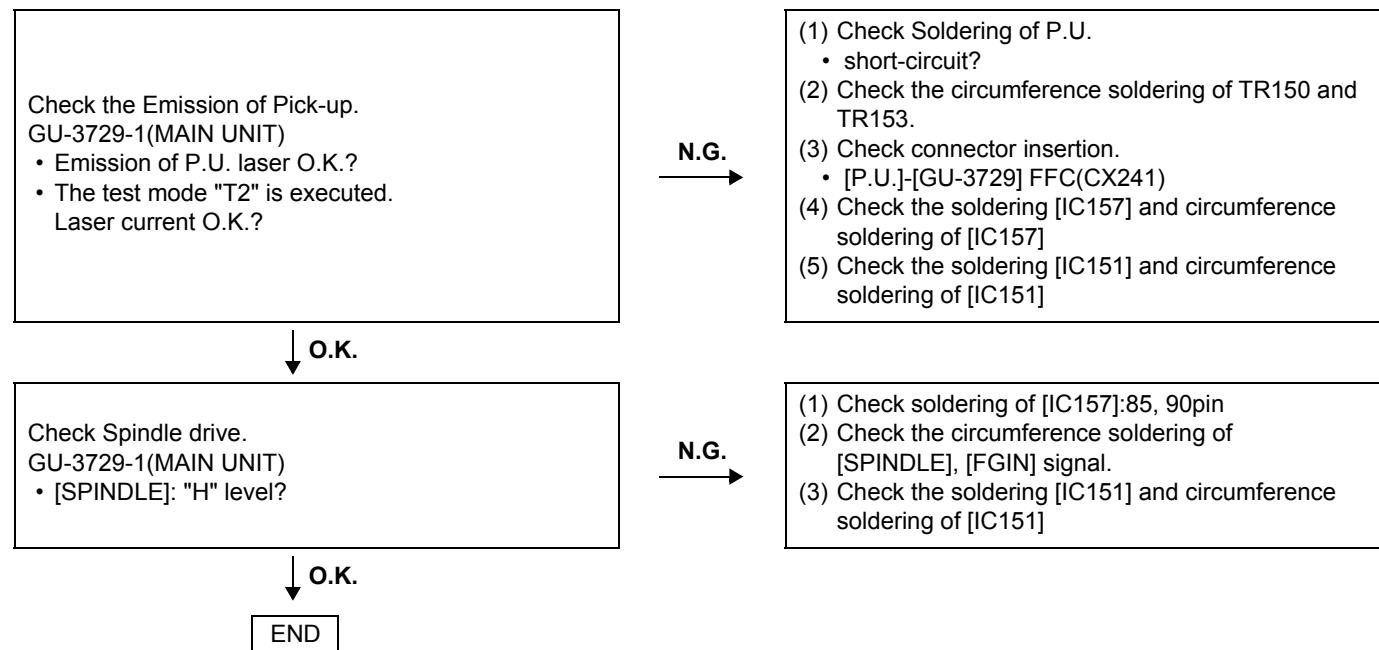 Check the Emission of Pick-up.
GU-3729-1(MAIN UNIT)
• Emission of P.U. laser O.K.?
• The test mode "T2" is executed.
Laser current O.K.?
N.G.
(1) Check Soldering of P.U.
• short-circuit?
(2) Check the circumference soldering of TR150 and
TR153.
(3) Check connector insertion.
• [P.U.]-[GU-3729] FFC(CX241)
(4) Check the soldering [IC157] and circumference
soldering of [IC157]
(5) Check the soldering [IC151] and circumference
soldering of [IC151]
O.K.
Check Spindle drive.
GU-3729-1(MAIN UNIT)
• [SPINDLE]: "H" level?
N.G.
(1) Check soldering of [IC157]:85, 90pin
(2) Check the circumference soldering of
[SPINDLE], [FGIN] signal.
(3) Check the soldering [IC151] and circumference
soldering of [IC151]
O.K.
END